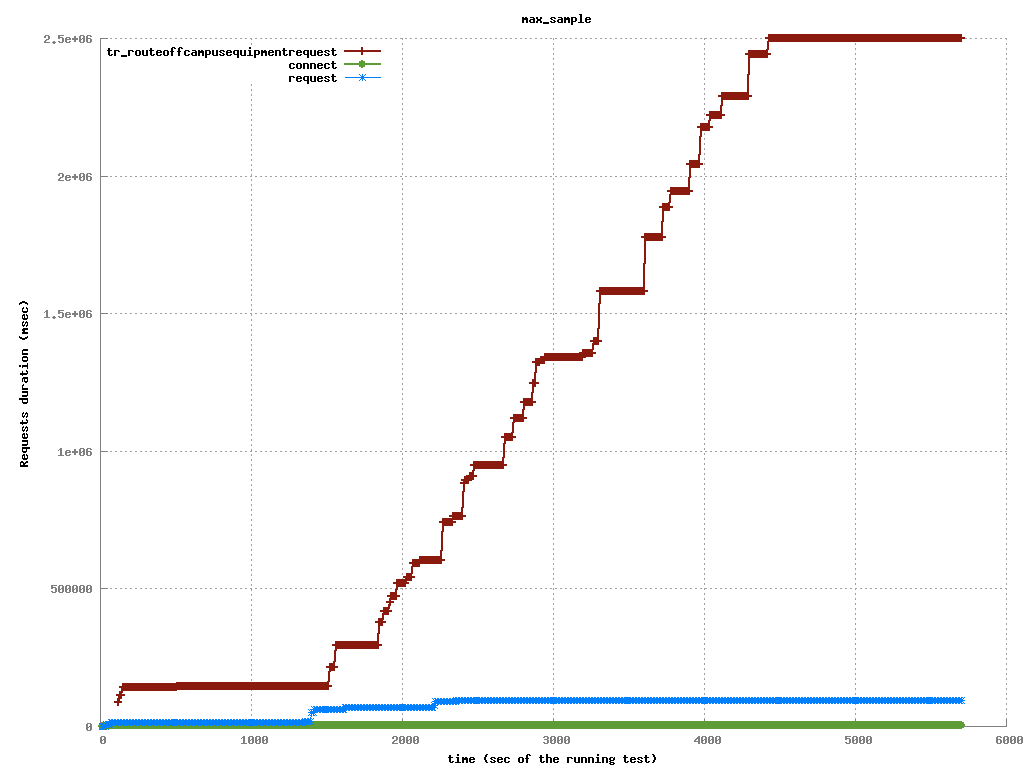 max_sample
2.5e+06
2e+06
1.5e+06
1e+06
500000
0
tr_routeoffcampusequipmentrequest
connect
request
Requests duration (msec)
0 1000 2000 3000 4000 5000 6000
time (sec of the running test)